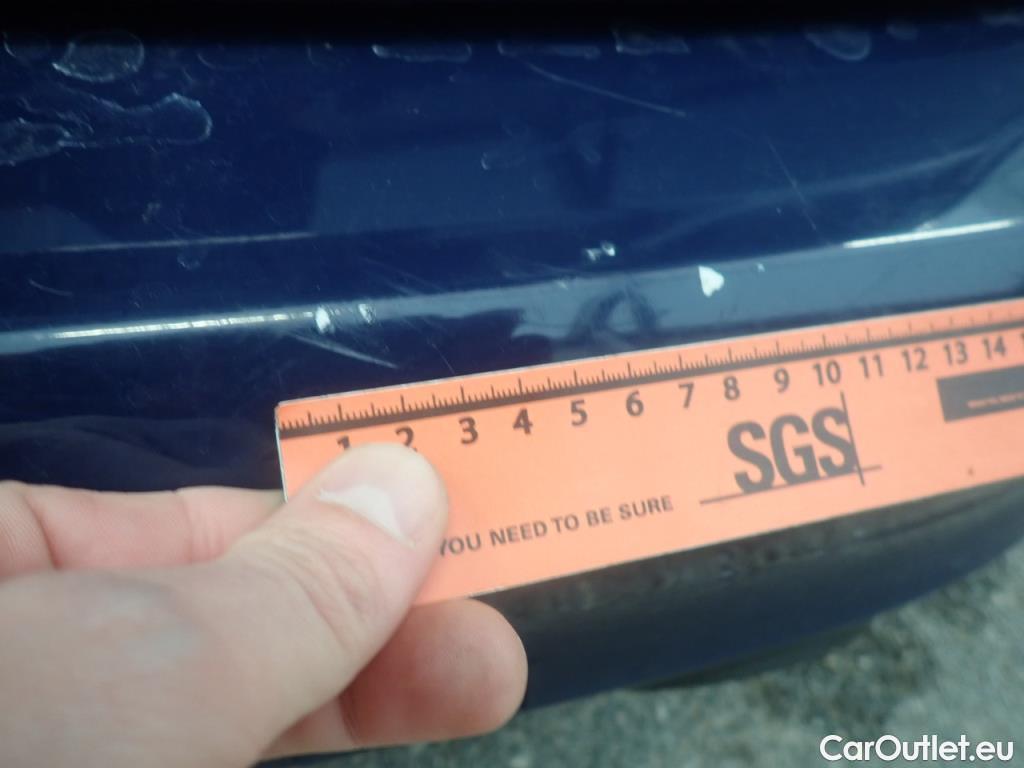 1 2 3 4 5 6 7 8 9 10 11 12 13 14
SGS
YOU NEED TO BE SURE
CarOutlet.eu